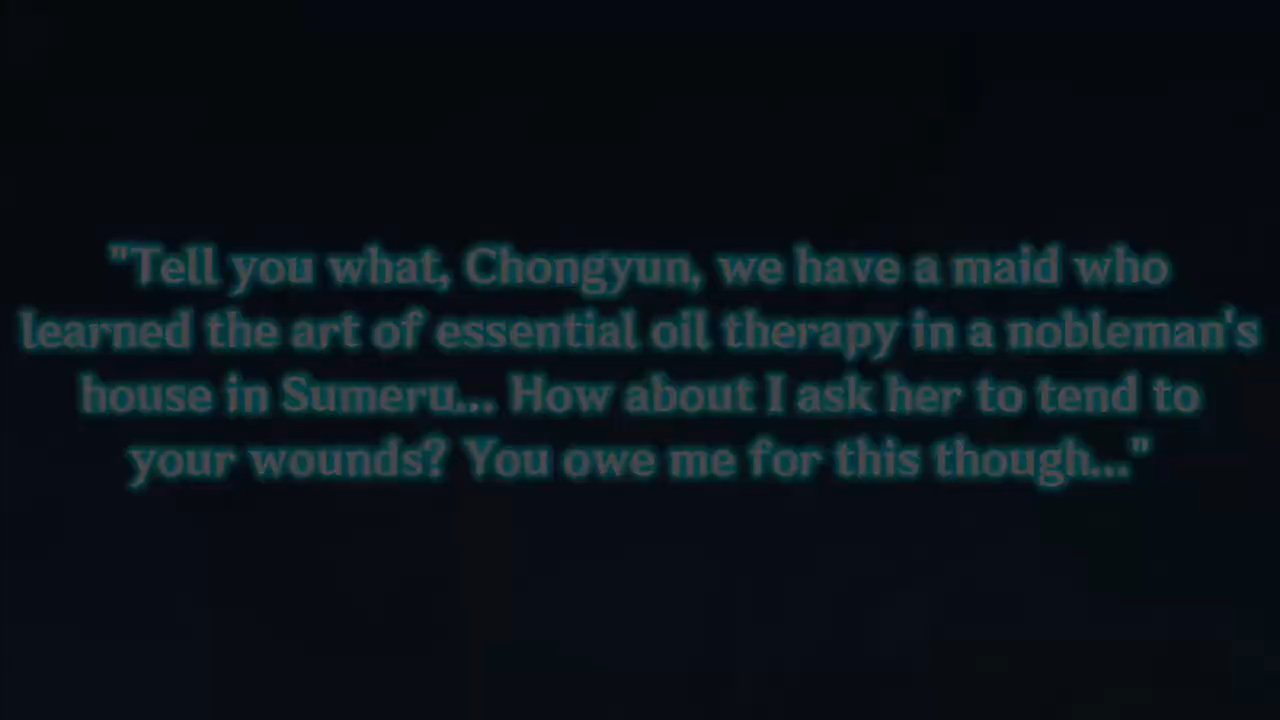 "Tell you what, Chongyun, we have a maid who
learned the art of essential oil therapy in a nobleman's
house in Sumeru... How about I ask her to tend to
your wounds? You owe me for this though..."